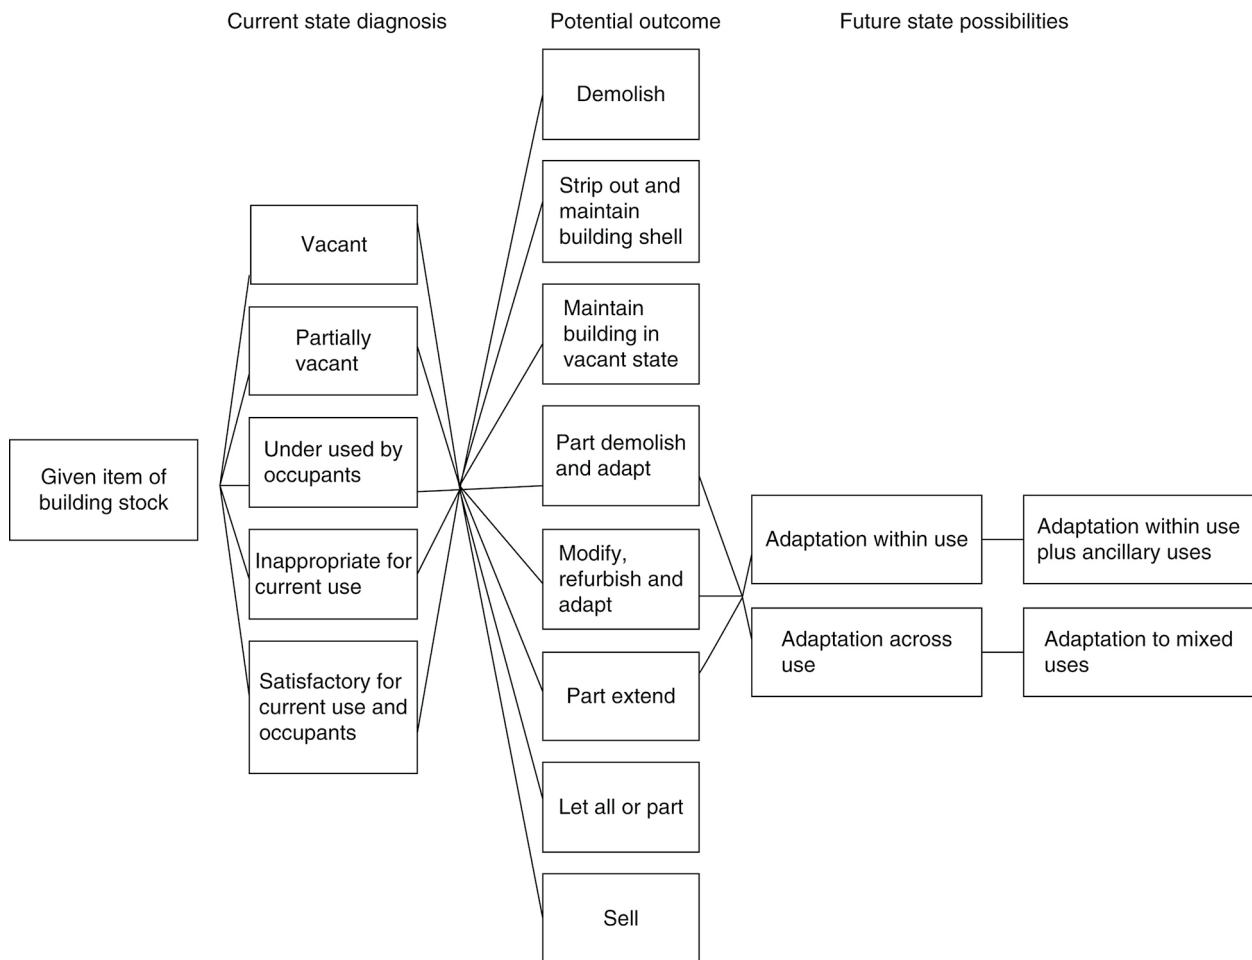 Current state diagnosis
Potential outcome
Future state possibilities
Given item of
building stock
Vacant
Partially
vacant
Under used by
occupants
Inappropriate for
current use
Satisfactory for
current use and
occupants
Demolish
Strip out and
maintain
building shell
Maintain
building in
vacant state
Part demolish
and adapt
Modify,
refurbish and
adapt
Part extend
Let all or part
Sell
Adaptation within use
Adaptation across
use
Adaptation within use
plus ancillary uses
Adaptation to mixed
uses